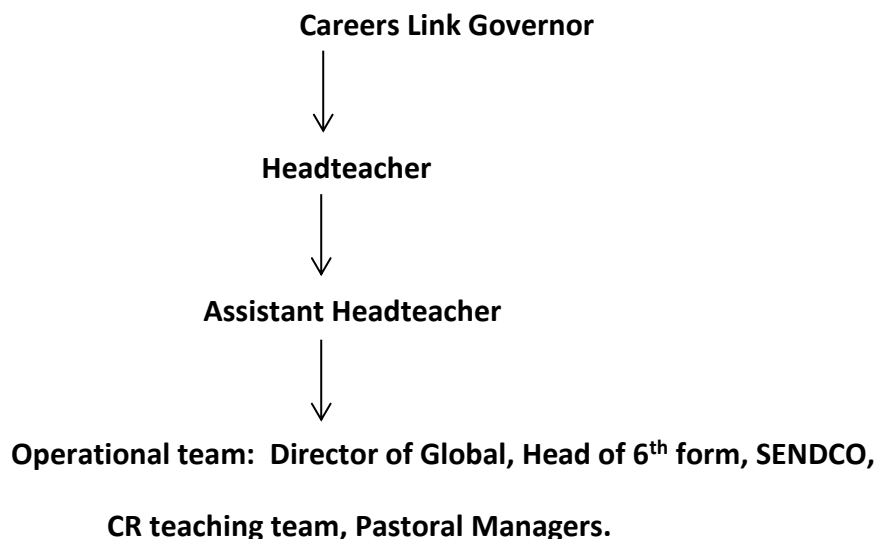 Careers Link Governor
Headteacher
Assistant Headteacher
Operational team: Director of Global, Head of 6th form, SENDCO,
CR teaching team, Pastoral Managers.